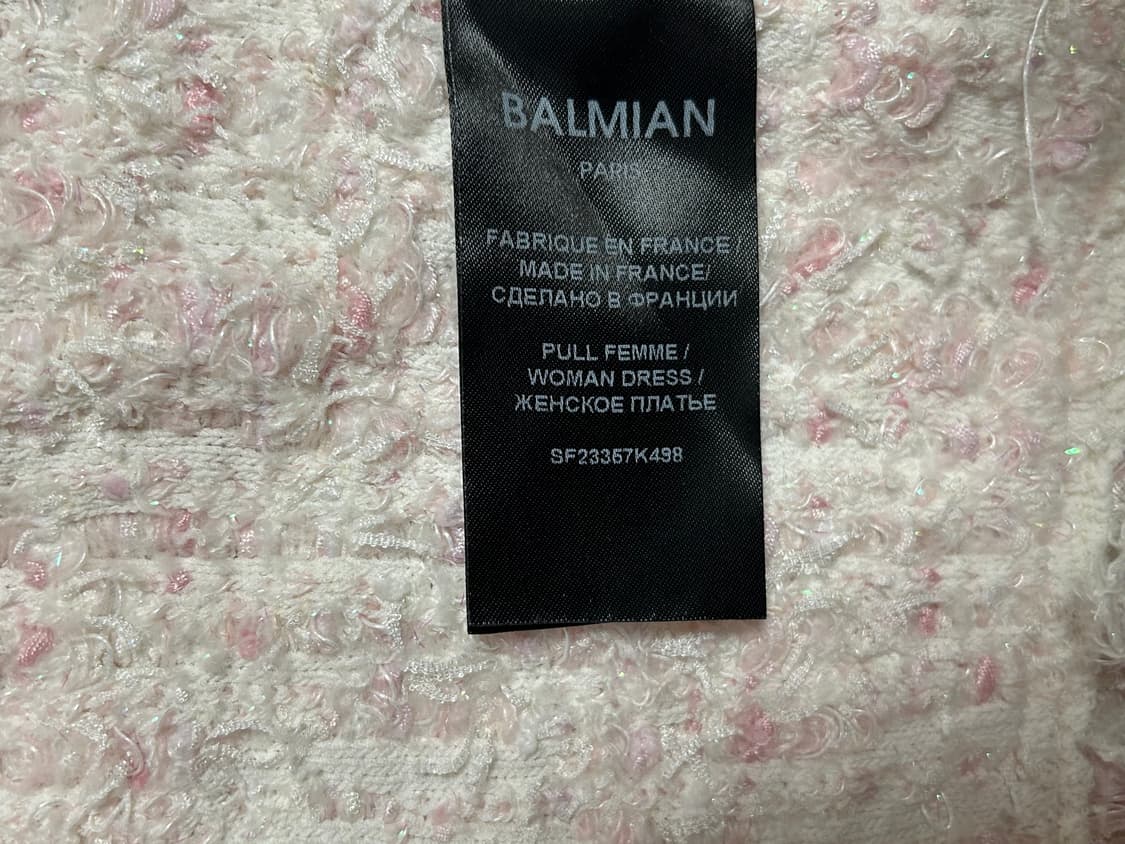 BALMIAN
PARIS
FABRIQUE EN FRANCE /
MADE IN FRANCE/
СДЕЛАНО В ФРАНЦИИ
PULL FEMME /
WOMAN DRESS /
ЖЕНСКОЕ ПЛАТЬЕ
SF23357K498